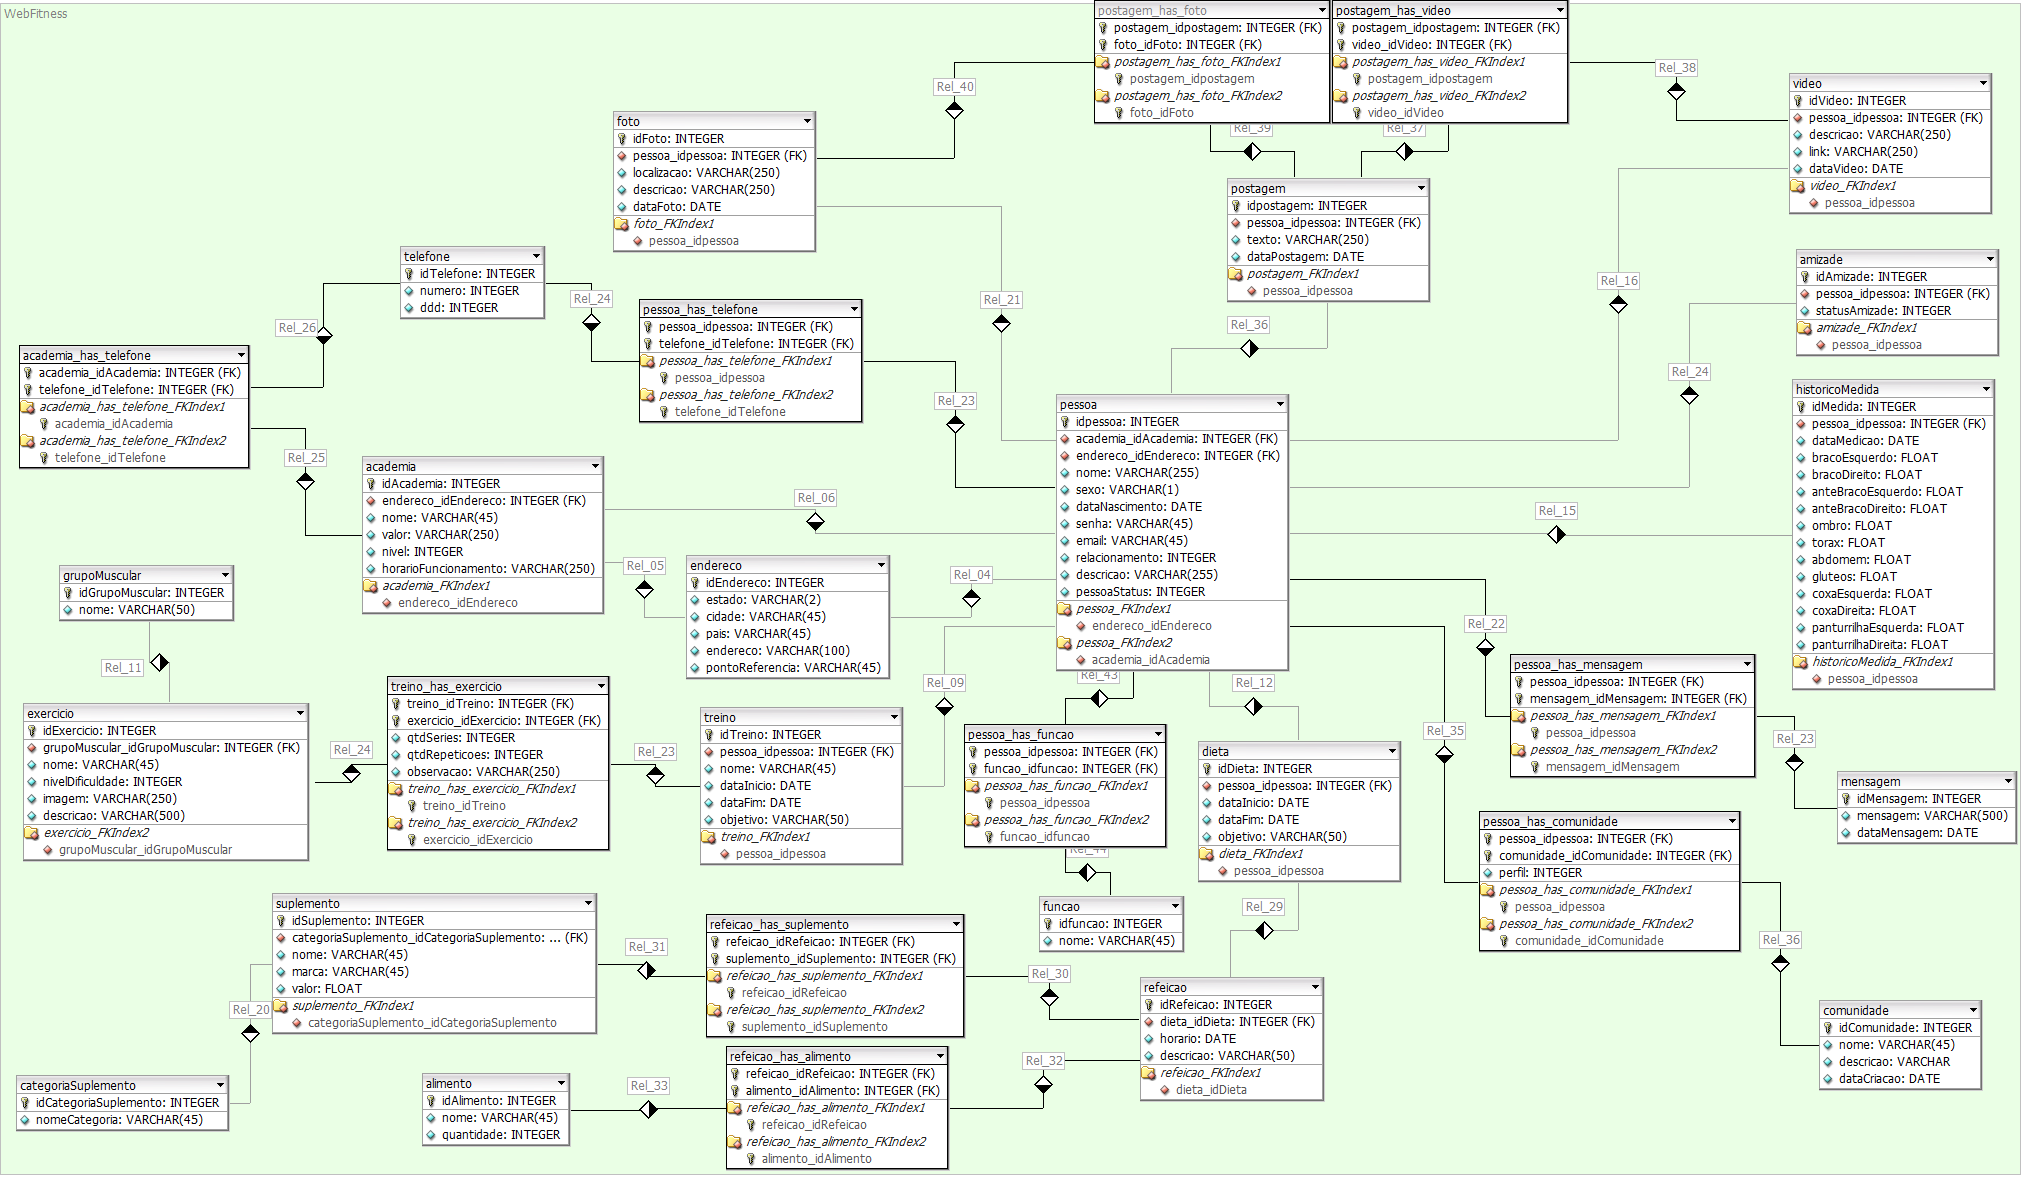 WebFitness
postagem_has_foto
postagem_idpostagem: INTEGER (FK)
foto_idFoto: INTEGER (FK)
postagem_has_foto_FKIndex1
postagem_idpostagem
postagem_has_foto_FKIndex2
foto_idFoto
postagem_has_video
postagem_idpostagem: INTEGER (FK)
video_idVideo: INTEGER (FK)
postagem_has_video_FKIndex1
postagem_idpostagem
postagem_has_video_FKIndex2
video_idVideo
Rel_40
Rel_39
Rel_37
Rel_38
video
idVideo: INTEGER
pessoa_idpessoa: INTEGER (FK)
descricao: VARCHAR(250)
link: VARCHAR(250)
dataVideo: DATE
video_FKIndex1
pessoa_idpessoa
foto
idFoto: INTEGER
pessoa_idpessoa: INTEGER (FK)
localizacao: VARCHAR(250)
descricao: VARCHAR(250)
dataFoto: DATE
foto_FKIndex1
pessoa_idpessoa
postagem
idpostagem: INTEGER
pessoa_idpessoa: INTEGER (FK)
texto: VARCHAR(250)
dataPostagem: DATE
postagem_FKIndex1
pessoa_idpessoa
telefone
idTelefone: INTEGER
numero: INTEGER
ddd: INTEGER
Rel_24
Rel_26
Rel_21
Rel_36
Rel_16
amizade
idAmizade: INTEGER
pessoa_idpessoa: INTEGER (FK)
statusAmizade: INTEGER
amizade_FKIndex1
pessoa_idpessoa
pessoa_has_telefone
pessoa_idpessoa: INTEGER (FK)
telefone_idTelefone: INTEGER (FK)
pessoa_has_telefone_FKIndex1
pessoa_idpessoa
pessoa_has_telefone_FKIndex2
telefone_idTelefone
academia_has_telefone
academia_idAcademia: INTEGER (FK)
telefone_idTelefone: INTEGER (FK)
academia_has_telefone_FKIndex1
academia_idAcademia
academia_has_telefone_FKIndex2
telefone_idTelefone
Rel_23
Rel_24
Rel_25
pessoa
idpessoa: INTEGER
academia_idAcademia: INTEGER (FK)
endereco_idEndereco: INTEGER (FK)
nome: VARCHAR(255)
sexo: VARCHAR(1)
dataNascimento: DATE
senha: VARCHAR(45)
email: VARCHAR(45)
relacionamento: INTEGER
descricao: VARCHAR(255)
pessoaStatus: INTEGER
pessoa_FKIndex1
endereco_idEndereco
pessoa_FKIndex2
academia_idAcademia
historicoMedida
idMedida: INTEGER
pessoa_idpessoa: INTEGER (FK)
dataMedicao: DATE
bracoEsquerdo: FLOAT
bracoDireito: FLOAT
anteBracoEsquerdo: FLOAT
anteBracoDireito: FLOAT
ombro: FLOAT
torax: FLOAT
abdomem: FLOAT
gluteos: FLOAT
coxaEsquerda: FLOAT
coxaDireita: FLOAT
panturrilhaEsquerda: FLOAT
panturrilhaDireita: FLOAT
historicoMedida_FKIndex1
pessoa_idpessoa
academia
idAcademia: INTEGER
endereco_idEndereco: INTEGER (FK)
nome: VARCHAR(45)
valor: VARCHAR(250)
nivel: INTEGER
horarioFuncionamento: VARCHAR(250)
academia_FKIndex1
endereco_idEndereco
Rel_06
Rel_15
Rel_05
Rel_04
endereco
idEndereco: INTEGER
estado: VARCHAR(2)
cidade: VARCHAR(45)
pais: VARCHAR(45)
endereco: VARCHAR(100)
pontoReferencia: VARCHAR(45)
grupoMuscular
idGrupoMuscular: INTEGER
nome: VARCHAR(50)
Rel_11
Rel_22
Rel_09
Rel_43
Rel_12
Rel_35
pessoa_has_mensagem
pessoa_idpessoa: INTEGER (FK)
mensagem_idMensagem: INTEGER (FK)
pessoa_has_mensagem_FKIndex1
pessoa_idpessoa
pessoa_has_mensagem_FKIndex2
mensagem_idMensagem
exercicio
idExercicio: INTEGER
grupoMuscular_idGrupoMuscular: INTEGER (FK)
nome: VARCHAR(45)
nivelDificuldade: INTEGER
imagem: VARCHAR(250)
descricao: VARCHAR(500)
exercicio_FKIndex2
grupoMuscular_idGrupoMuscular
Rel_24
treino_has_exercicio
treino_idTreino: INTEGER (FK)
exercicio_idExercicio: INTEGER (FK)
qtdSeries: INTEGER
qtdRepeticoes: INTEGER
observacao: VARCHAR(250)
treino_has_exercicio_FKIndex1
treino_idTreino
treino_has_exercicio_FKIndex2
exercicio_idExercicio
Rel_23
treino
idTreino: INTEGER
pessoa_idpessoa: INTEGER (FK)
nome: VARCHAR(45)
dataInicio: DATE
dataFim: DATE
objetivo: VARCHAR(50)
treino_FKIndex1
pessoa_idpessoa
pessoa_has_funcao
pessoa_idpessoa: INTEGER (FK)
funcao_idfuncao: INTEGER (FK)
pessoa_has_funcao_FKIndex1
pessoa_idpessoa
pessoa_has_funcao_FKIndex2
funcao_idfuncao
Rel_44
dieta
idDieta: INTEGER
pessoa_idpessoa: INTEGER (FK)
dataInicio: DATE
dataFim: DATE
objetivo: VARCHAR(50)
dieta_FKIndex1
pessoa_idpessoa
Rel_23
mensagem
idMensagem: INTEGER
mensagem: VARCHAR(500)
dataMensagem: DATE
pessoa_has_comunidade
pessoa_idpessoa: INTEGER (FK)
comunidade_idComunidade: INTEGER (FK)
perfil: INTEGER
pessoa_has_comunidade_FKIndex1
pessoa_idpessoa
pessoa_has_comunidade_FKIndex2
comunidade_idComunidade
suplemento
idSuplemento: INTEGER
categoriaSuplemento_idCategoriaSuplemento: ... (FK)
nome: VARCHAR(45)
marca: VARCHAR(45)
valor: FLOAT
suplemento_FKIndex1
categoriaSuplemento_idCategoriaSuplemento
Rel_31
refeicao_has_suplemento
refeicao_idRefeicao: INTEGER (FK)
suplemento_idSuplemento: INTEGER (FK)
refeicao_has_suplemento_FKIndex1
refeicao_idRefeicao
refeicao_has_suplemento_FKIndex2
suplemento_idSuplemento
funcao
idfuncao: INTEGER
nome: VARCHAR(45)
Rel_29
Rel_36
Rel_30
Rel_20
refeicao
idRefeicao: INTEGER
dieta_idDieta: INTEGER (FK)
horario: DATE
descricao: VARCHAR(50)
refeicao_FKIndex1
dieta_idDieta
comunidade
idComunidade: INTEGER
nome: VARCHAR(45)
descricao: VARCHAR
dataCriacao: DATE
categoriaSuplemento
idCategoriaSuplemento: INTEGER
nomeCategoria: VARCHAR(45)
alimento
idAlimento: INTEGER
nome: VARCHAR(45)
quantidade: INTEGER
Rel_33
refeicao_has_alimento
refeicao_idRefeicao: INTEGER (FK)
alimento_idAlimento: INTEGER (FK)
refeicao_has_alimento_FKIndex1
refeicao_idRefeicao
refeicao_has_alimento_FKIndex2
alimento_idAlimento
Rel_32